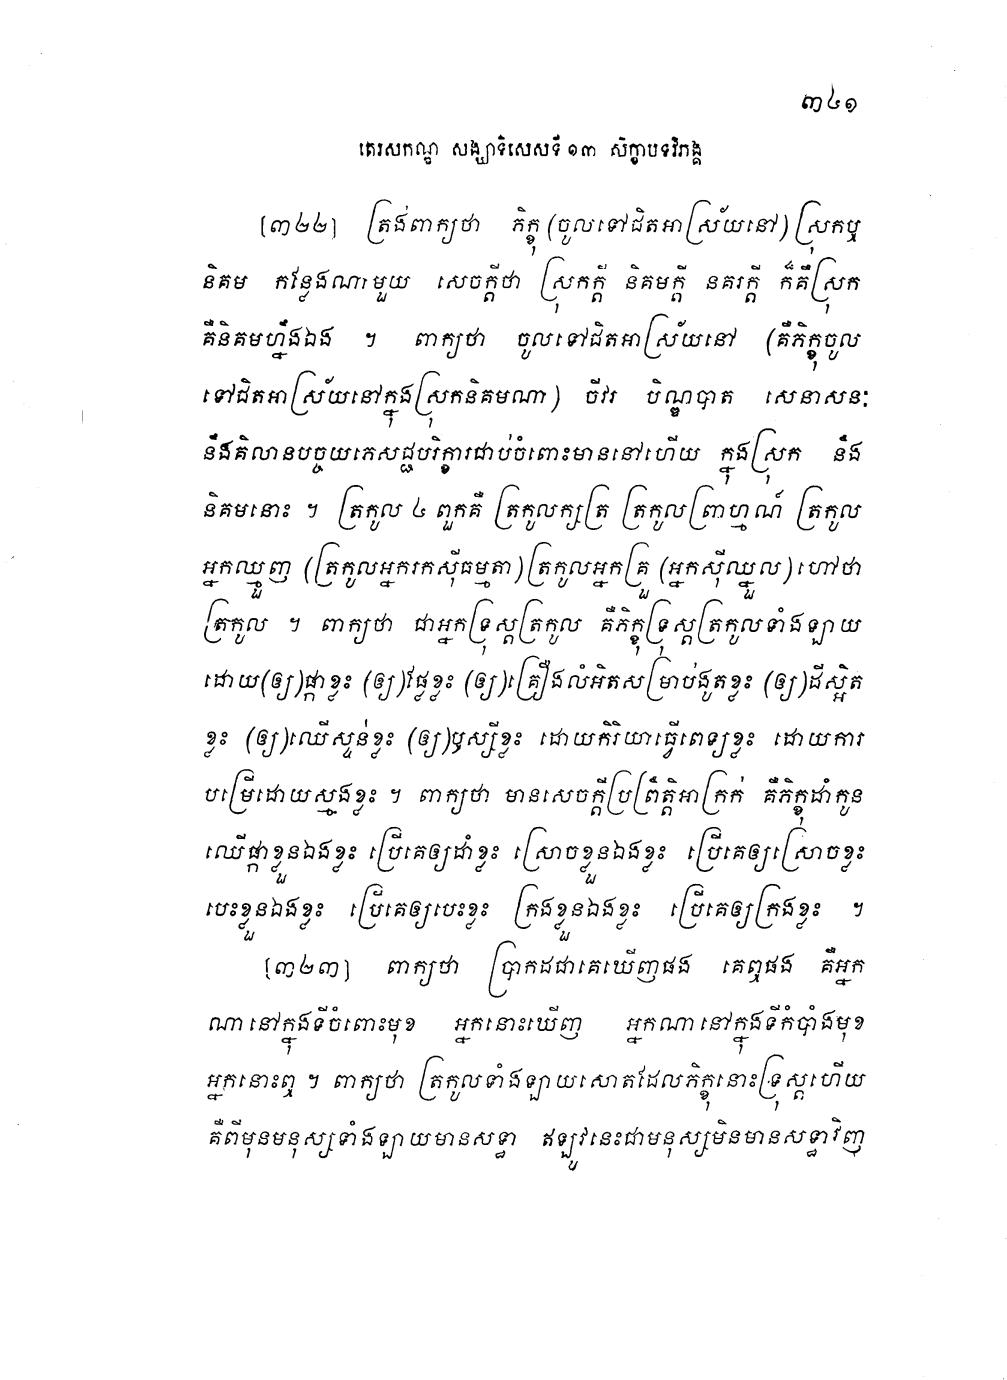 ៣៤១
តេរសកណ្ឌ សង្ឃាទិសេសទី ១៣ សិក្ខាបទវិភង្គ
[៣២២] ត្រង់ពាក្យថា ភិក្ខុ (ចូលទៅជិតអាស្រ័យនៅ) ស្រុកឬ
និគម កន្លែងណាមួយ សេចក្តីថា ស្រុកក្តី និគមក្តី នគរក្តី ក៏គឺស្រុក
គឺនិគមហ្នឹងឯង ។ ពាក្យថា ចូលទៅជិតអាស្រ័យនៅ (គឺភិក្ខុចូល
ទៅជិតអាស្រ័យនៅក្នុងស្រុកនិគមណា) ចីវរ បិណ្ឌបាត សេនាសនៈ
នឹងគិលានបច្ចយភេសជ្ជបរិក្ខារជាប់ចំពោះមាននៅហើយ ក្នុងស្រុក នឹង
និគមនោះ ។ ត្រកូល ៤ ពួកគឺ ត្រកូលក្សត្រ ត្រកូលព្រាហ្មណ៍ ត្រកូល
អ្នកឈ្មួញ (ត្រកូលអ្នករកស៊ីធម្មតា) ត្រកូលអ្នកគ្រួ (អ្នកស៊ីឈ្នួល) ហៅថា
ត្រកូល ។ ពាក្យថា ជាអ្នកទ្រុស្តត្រកូល គឺភិក្ខុទ្រុស្តត្រកូលទាំងឡាយ
ដោយ(ឲ្យ)ផ្កាខ្លះ (ឲ្យ)ផ្លែខ្លះ (ឲ្យ)គ្រឿងលំអិតសម្រាប់ងូតខ្លះ (ឲ្យ)ដីស្អិត
ខ្លះ (ឲ្យ)ឈើស្ទន់ខ្លះ (ឲ្យ)ឫស្សីខ្លះ ដោយកិរិយាធ្វើពេទ្យខ្លះ ដោយការ
បម្រើដោយស្មងខ្លះ ។ ពាក្យថា មានសេចក្តីប្រព្រឹត្តិអាក្រក់ គឺភិក្ខុដាំកូន
ឈើផ្កាខ្លួនឯងខ្លះ ប្រើគេឲ្យដាំខ្លះ ស្រោចខ្លួនឯងខ្លះ ប្រើគេឲ្យស្រោចខ្លះ
បេះខ្លួនឯងខ្លះ ប្រើគេឲ្យបេះខ្លះ ក្រងខ្លួនឯងខ្លះ ប្រើគេឲ្យក្រងខ្លះ ។
[៣២៣] ពាក្យថា ប្រាកដជាគេឃើញផង គេឮផង គឺអ្នក
ណានៅក្នុងទីចំពោះមុខ អ្នកនោះឃើញ អ្នកណានៅក្នុងទីកំបាំងមុខ
អ្នកនោះឮ ។ ពាក្យថា ត្រកូលទាំងឡាយសោតដែលភិក្ខុនោះទ្រុស្តហើយ
គឺពីមុនមនុស្សទាំងឡាយមានសទ្ធា ឥឡូវនេះជាមនុស្សមិនមានសទ្ធាវិញ